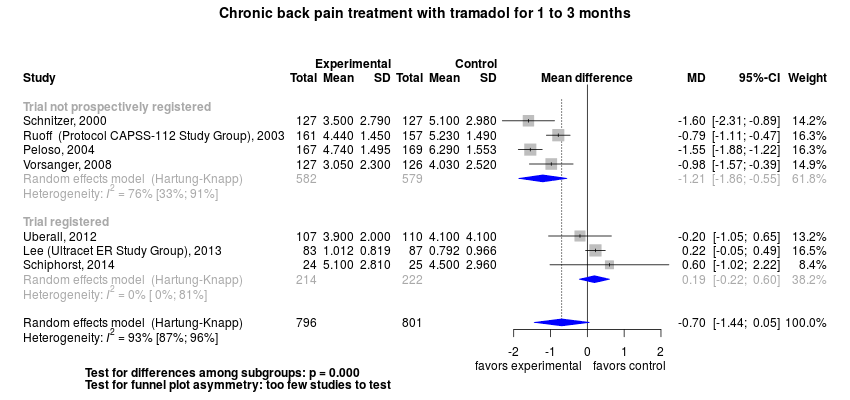 Chronic back pain treatment with tramadol for 1 to 3 months
Experimental Control
Study Total Mean SD Total Mean SD Mean difference MD 95%-CI Weight
Trial not prospectively registered
Schnitzer, 2000 127 3.500 2.790 127 5.100 2.980 -1.60 [-2.31; -0.89] 14.2%
Ruoff (Protocol CAPSS-112 Study Group), 2003 161 4.440 1.450 157 5.230 1.490 -0.79 [-1.11; -0.47] 16.3%
Peloso, 2004 167 4.740 1.495 169 6.290 1.553 -1.55 [-1.88; -1.22] 16.3%
Vorsanger, 2008 127 3.050 2.300 126 4.030 2.520 -0.98 [-1.57; -0.39] 14.9%
Random effects model (Hartung-Knapp) 582 579 -1.21 [-1.86; -0.55] 61.8%
Heterogeneity: I² = 76% [33%; 91%]
Trial registered
Uberall, 2012 107 3.900 2.000 110 4.100 4.100 -0.20 [-1.05; 0.65] 13.2%
Lee (Ultracet ER Study Group), 2013 83 1.012 0.819 87 0.792 0.966 0.22 [-0.05; 0.49] 16.5%
Schiphorst, 2014 24 5.100 2.810 25 4.500 2.960 0.60 [-1.02; 2.22] 8.4%
Random effects model (Hartung-Knapp) 214 222 0.19 [-0.22; 0.60] 38.2%
Heterogeneity: I² = 0% [ 0%; 81%]
Random effects model (Hartung-Knapp) 796 801 -0.70 [-1.44; 0.05] 100.0%
Heterogeneity: I² = 93% [87%; 96%]
-2 -1 0 1 2
favors experimental favors control
Test for differences among subgroups: p = 0.000
Test for funnel plot asymmetry: too few studies to test